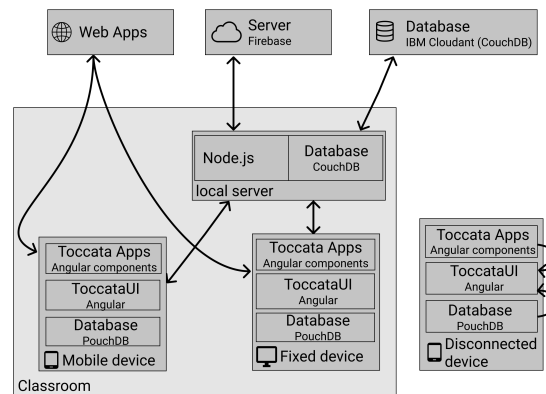 Web Apps
Server
Firebase
Database
IBM Cloudant (CouchDB)
Node.js
Database
CouchDB
local server
Toccata Apps
Angular components
ToccataUI
Angular
Database
PouchDB
Mobile device
Toccata Apps
Angular components
ToccataUI
Angular
Database
PouchDB
Fixed device
Toccata Apps
Angular components
ToccataUI
Angular
Database
PouchDB
Disconnected
device
Classroom